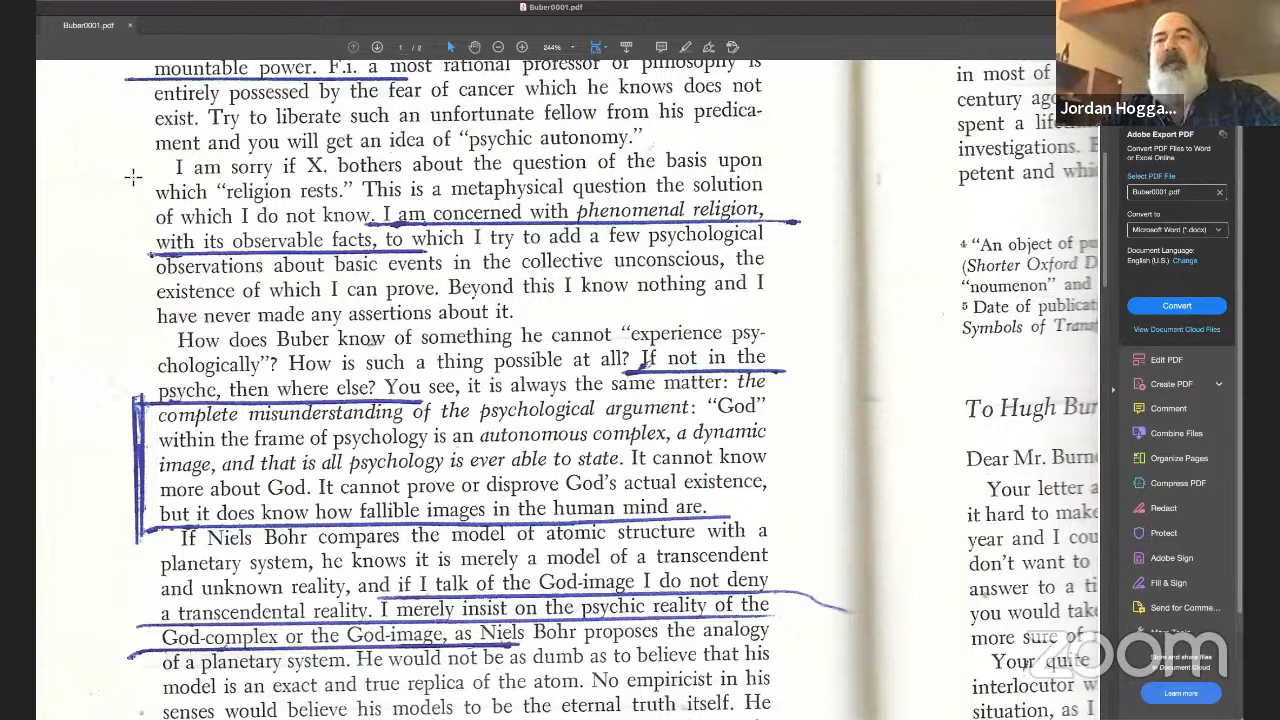 Buber0001.pdf
Buber0001.pdf
×
1 / 2
244%
mountable power. F.i. a most rational professor of philosophy is
entirely possessed by the fear of cancer which he knows does not
exist. Try to liberate such an unfortunate fellow from his predica-
ment and you will get an idea of “psychic autonomy.”
I am sorry if X. bothers about the question of the basis upon
which “religion rests.” This is a metaphysical question the solution
of which I do not know. I am concerned with phenomenal religion,
with its observable facts, to which I try to add a few psychological
observations about basic events in the collective unconscious, the
existence of which I can prove. Beyond this I know nothing and I
have never made any assertions about it.
How does Buber know of something he cannot “experience psy-
chologically”? How is such a thing possible at all? If not in the
psyche, then where else? You see, it is always the same matter: the
complete misunderstanding of the psychological argument: “God”
within the frame of psychology is an autonomous complex, a dynamic
image, and that is all psychology is ever able to state. It cannot know
more about God. It cannot prove or disprove God's actual existence,
but it does know how fallible images in the human mind are.
If Niels Bohr compares the model of atomic structure with a
planetary system, he knows it is merely a model of a transcendent
and unknown reality, and if I talk of the God-image I do not deny
a transcendental reality. I merely insist on the psychic reality of the
God-complex or the God-image, as Niels Bohr proposes the analogy
of a planetary system. He would not be as dumb as to believe that his
model is an exact and true replica of the atom. No empiricist in his
senses would believe his models to be the eternal truth itself. He
in most of
century ago
spent a
investigations.
petent and
4 “An object of
(Shorter Oxford D
“noumenon” and
5 Date of
Symbols of
To Hugh
Dear Mr.
Your letter a
it hard to make
year and I
don't want to
answer to a
you would take
more sure of
Your quite
interlocutor w
situation, as I
Jordan Hogga...
Adobe Export PDF
Convert PDF Files to Word
or Excel Online
Select PDF File
Buber0001.pdf ×
Convert to
Microsoft Word (*.docx)
Document Language:
English (U.S.) Change
Convert
View Document Cloud Files
Edit PDF
Create PDF
Comment
Combine Files
Organize Pages
Compress PDF
Redact
Protect
Adobe Sign
Fill & Sign
Send for Comme...
Store and share files in the
Document Cloud
Learn more
zoom